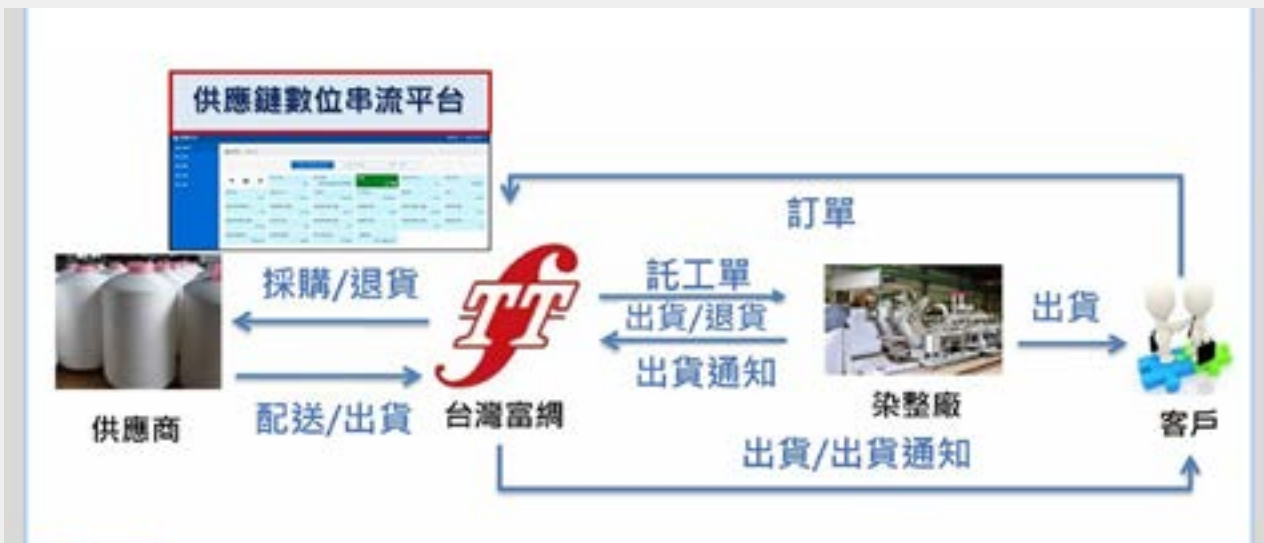 供應鏈數位串流平台
訂單
採購/退貨
託工單
出貨/退貨
出貨通知
出貨
配送/出貨
供應商
台灣富綢
染整廠
客戶
出貨/出貨通知